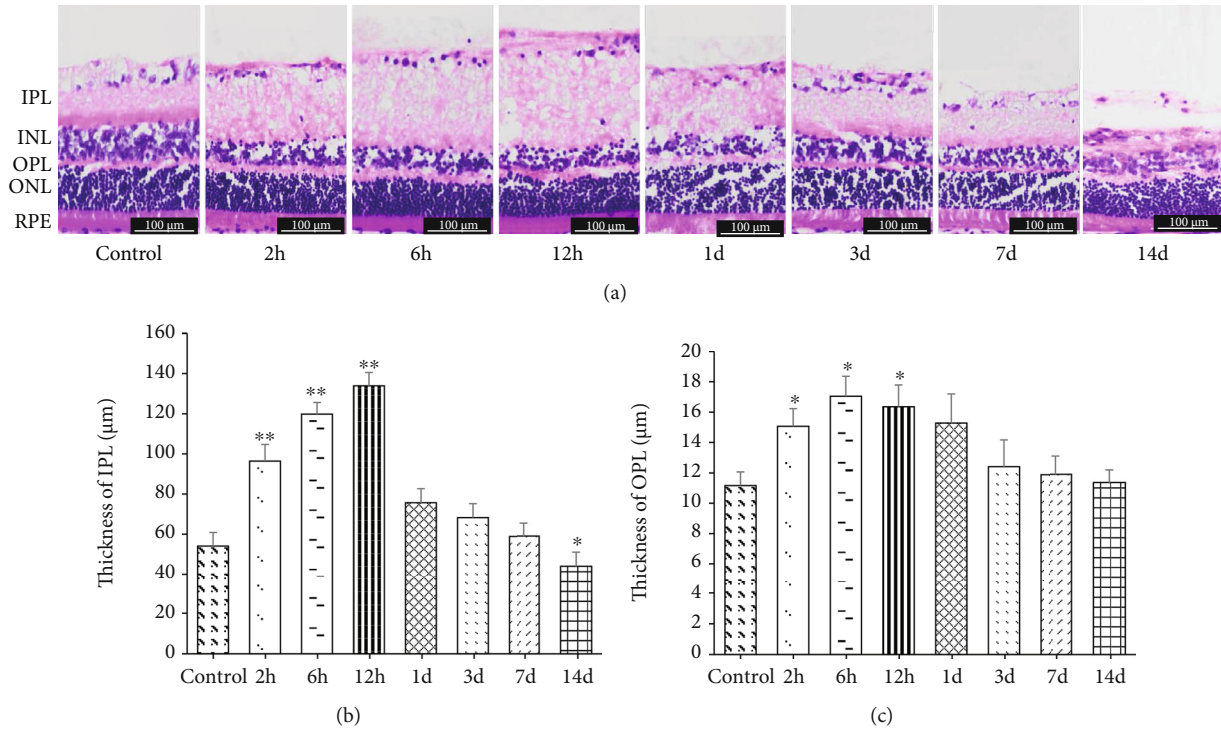 IPL
INL
OPL
ONL
RPE
100 μm 100 μm 100 μm 100 μm 100 μm 100 μm 100 μm 100 μm
Control 2h 6h 12h 1d 3d 7d 14d
(a)
Thickness of IPL (μm)
160
140
120
100
80
60
40
20
0
** ** ** *
Control 2h 6h 12h 1d 3d 7d 14d
(b)
Thickness of OPL (μm)
20
18
16
14
12
10
8
6
4
2
0
* * *
Control 2h 6h 12h 1d 3d 7d 14d
(c)